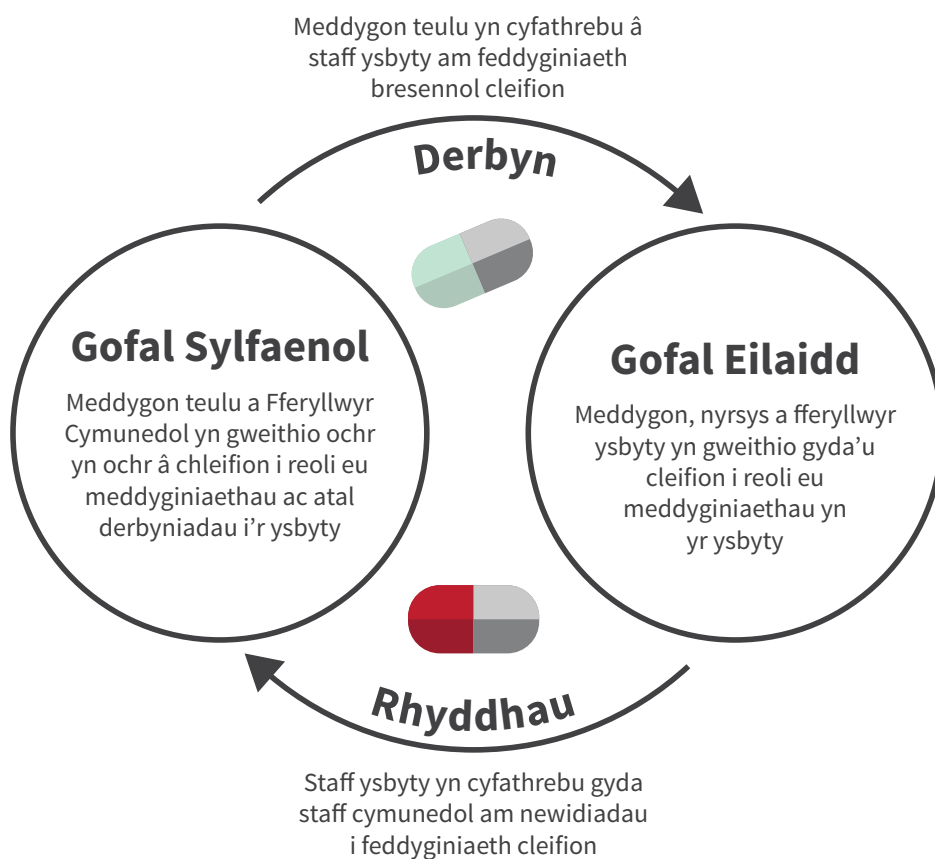 Meddygon teulu yn cyfathrebu â
staff ysbyty am feddyginiaeth
bresennol cleifion
Derbyn
Gofal Sylfaenol
Meddygon teulu a Fferyllwyr
Cymunedol yn gweithio ochr
yn ochr â chleifion i reoli eu
meddyginiaethau ac atal
derbyniadau i’r ysbyty
Gofal Eilaidd
Meddygon, nyrsys a fferyllwyr
ysbyty yn gweithio gyda’u
cleifion i reoli eu
meddyginiaethau yn
yr ysbyty
Rhyddhau
Staff ysbyty yn cyfathrebu gyda
staff cymunedol am newidiadau
i feddyginiaeth cleifion